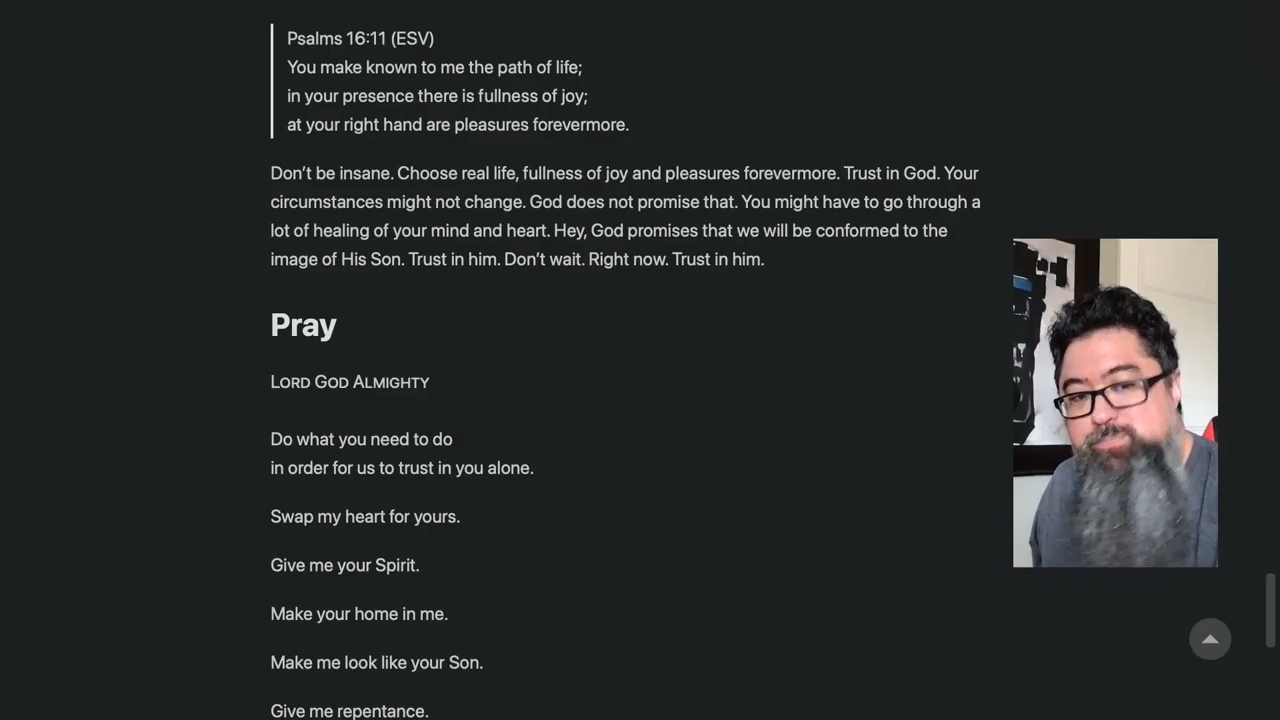 Psalms 16:11 (ESV)
You make known to me the path of life;
in your presence there is fullness of joy;
at your right hand are pleasures forevermore.
Don’t be insane. Choose real life, fullness of joy and pleasures forevermore. Trust in God. Your
circumstances might not change. God does not promise that. You might have to go through a
lot of healing of your mind and heart. Hey, God promises that we will be conformed to the
image of His Son. Trust in him. Don’t wait. Right now. Trust in him.
Pray
LORD GOD ALMIGHTY
Do what you need to do
in order for us to trust in you alone.
Swap my heart for yours.
Give me your Spirit.
Make your home in me.
Make me look like your Son.
Give me repentance.